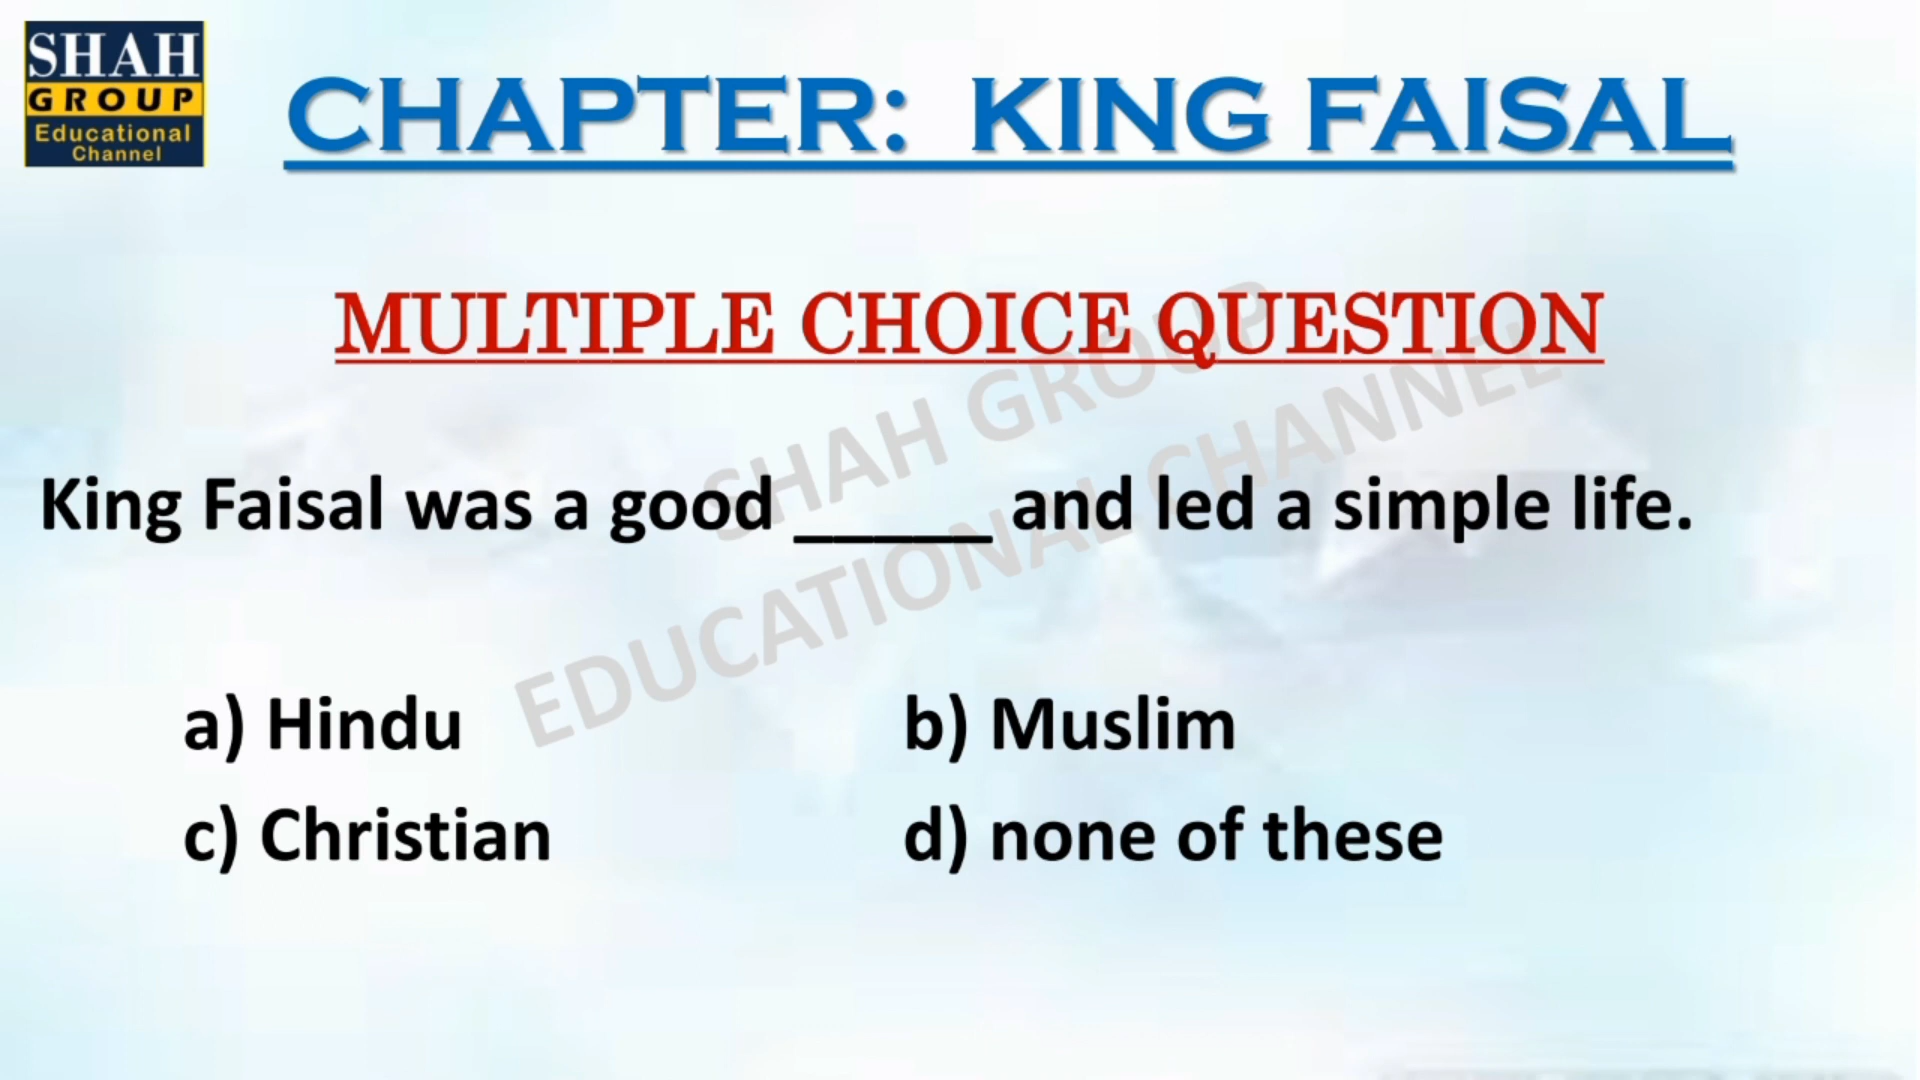 SHAH
GROUP
Educational
Channel
CHAPTER: KING FAISAL
MULTIPLE CHOICE QUESTION
SHAH GROUP
EDUCATIONAL CHANNEL
King Faisal was a good _____ and led a simple life.
a) Hindu b) Muslim
c) Christian d) none of these